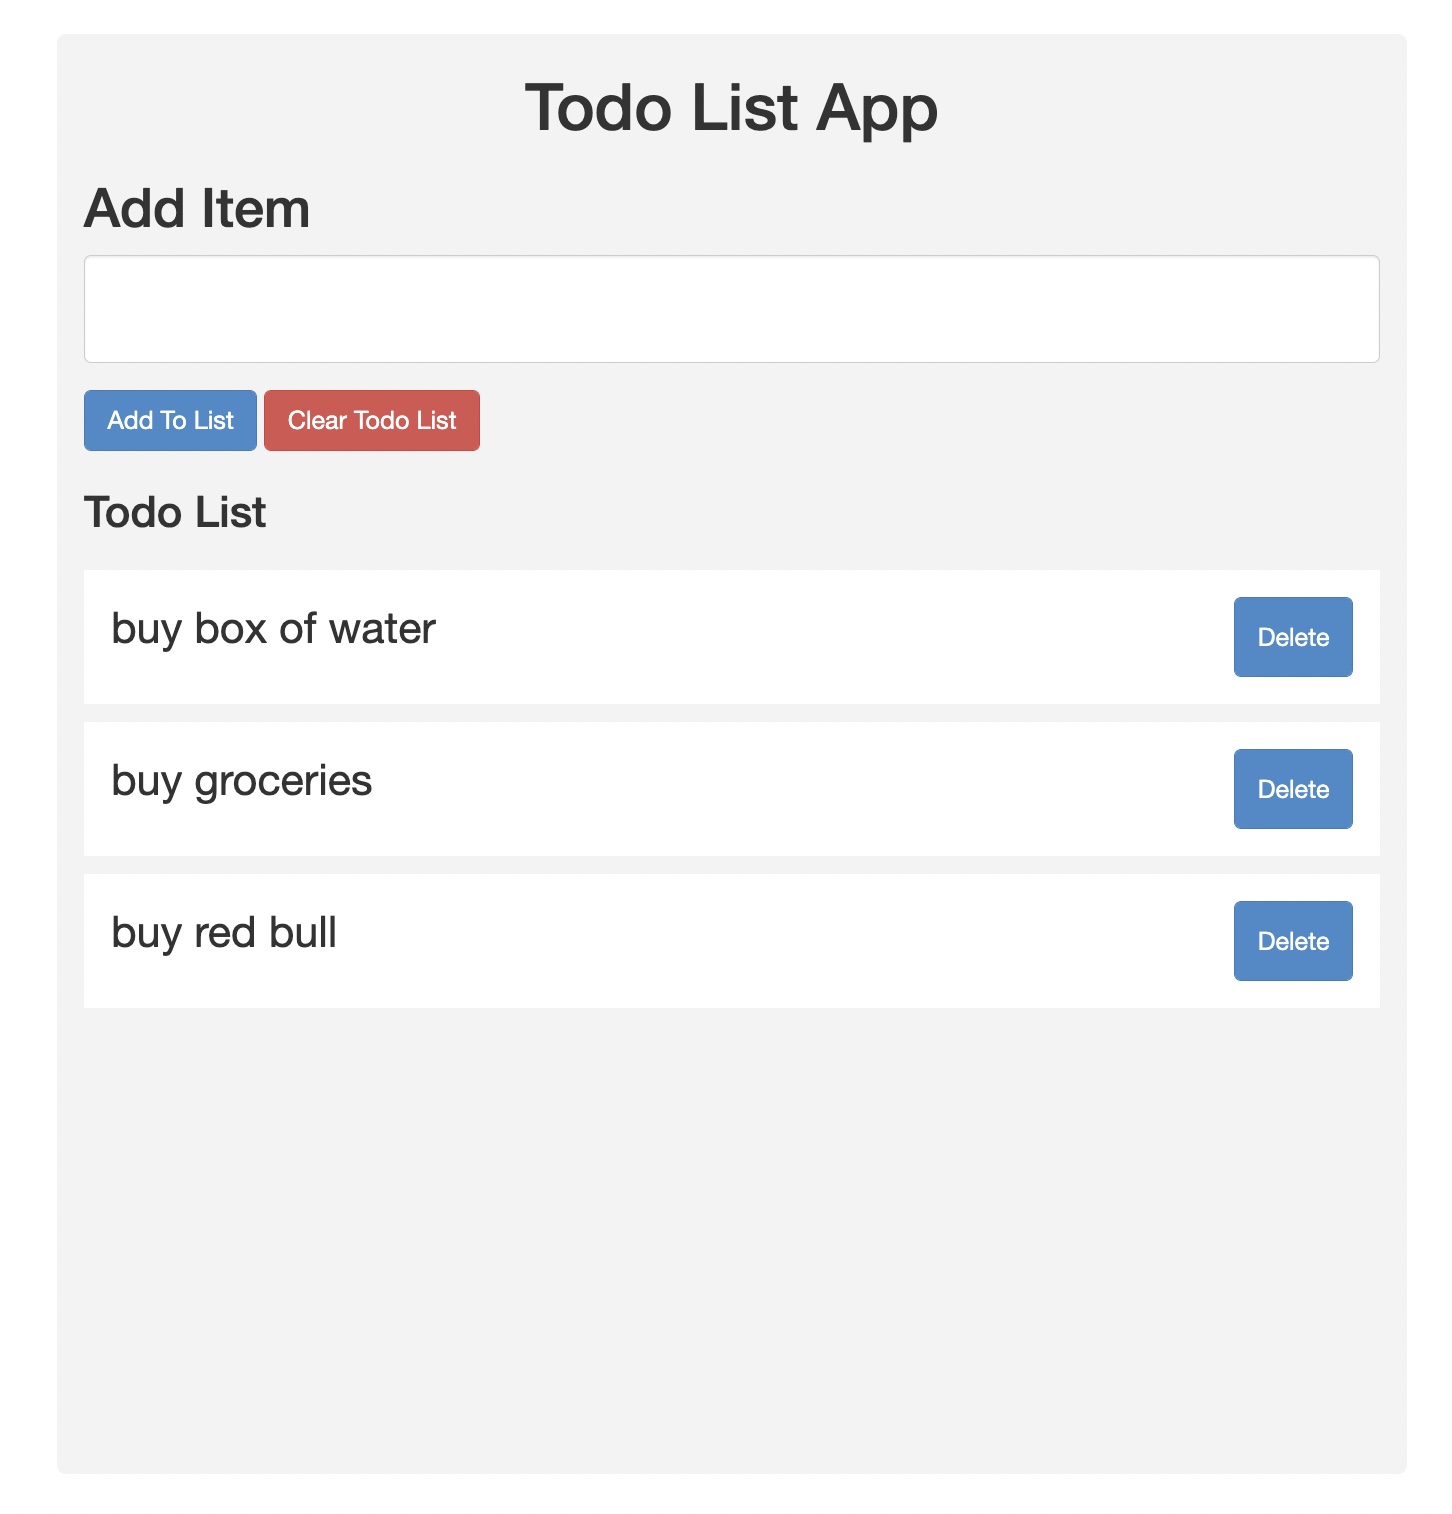 Todo List App
Add Item
Add To List Clear Todo List
Todo List
buy box of water Delete
buy groceries Delete
buy red bull Delete